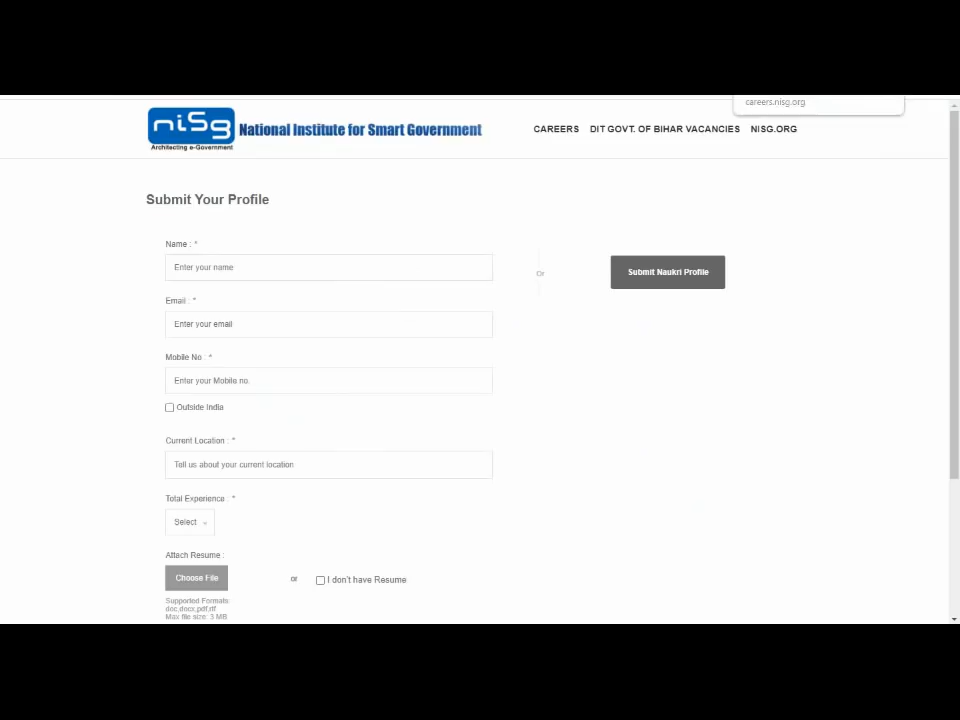 careers.nisg.org
nisg
National Institute for Smart Government
Architecting e-Government
CAREERS DIT GOVT. OF BIHAR VACANCIES NISG.ORG
Submit Your Profile
Name : *
Enter your name
Or
Submit Naukri Profile
Email : *
Enter your email
Mobile No : *
Enter your Mobile no.
Outside India
Current Location : *
Tell us about your current location
Total Experience : *
Select
Attach Resume :
Choose File
or
I don't have Resume
Supported Formats:
doc,docx,pdf,rtf
Max file size: 3 MB